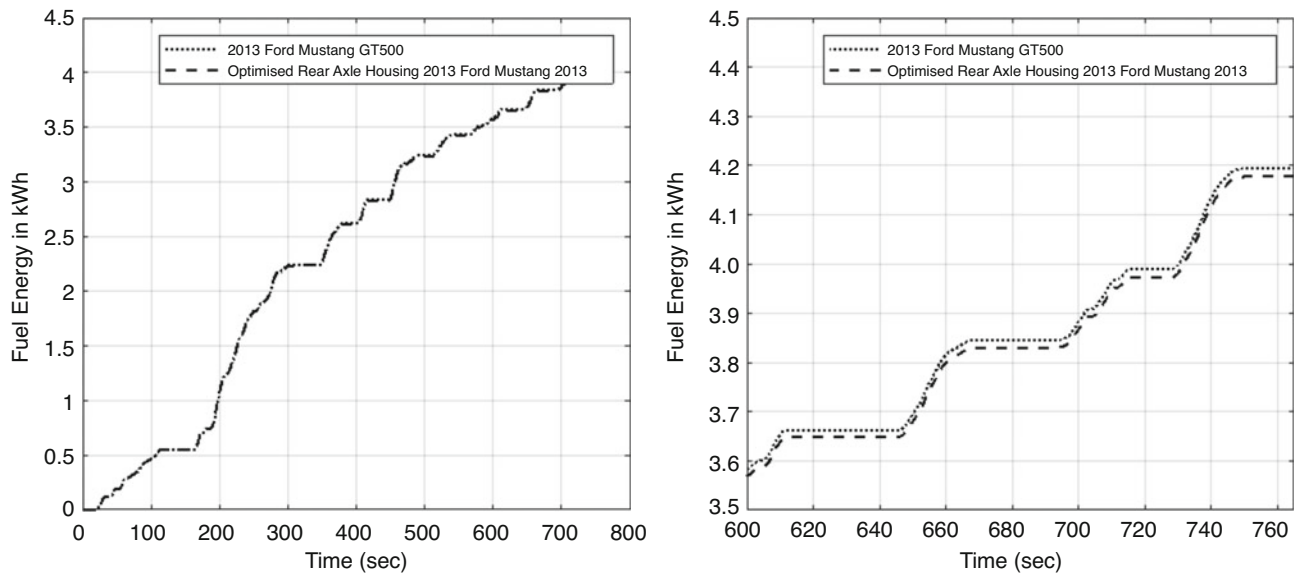 4.5
4
3.5
3
2.5
2
1.5
1
0.5
0
Fuel Energy in kWh
2013 Ford Mustang GT500
Optimised Rear Axle Housing 2013 Ford Mustang 2013
0 100 200 300 400 500 600 700 800
Time (sec)
4.5
4.4
4.3
4.2
4.1
4.0
3.9
3.8
3.7
3.6
3.5
Fuel Energy in kWh
2013 Ford Mustang GT500
Optimised Rear Axle Housing 2013 Ford Mustang 2013
600 620 640 660 680 700 720 740 760
Time (sec)